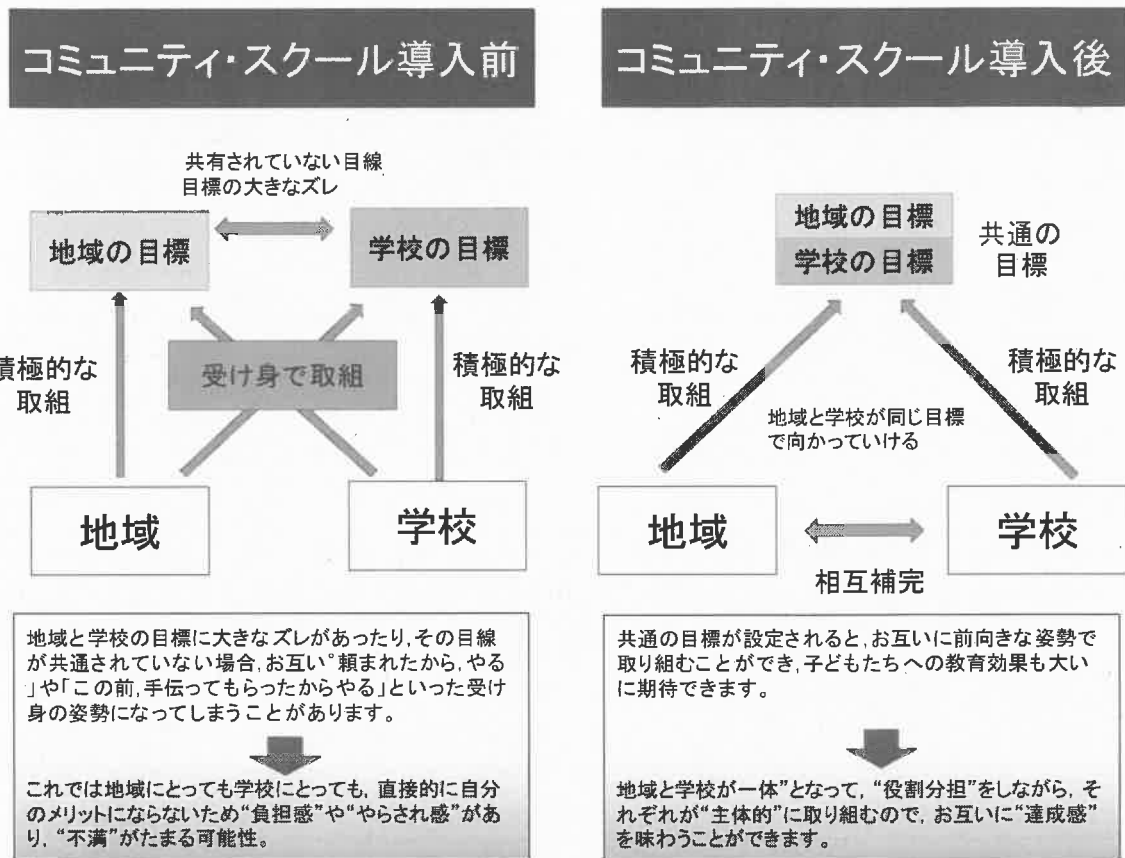 コミュニティ・スクール導入前
共有されていない目線
目標の大きなズレ
地域の目標
学校の目標
積極的な
取組
受け身で取組
積極的な
取組
地域
学校
地域と学校の目標に大きなズレがあったり,その目線
が共通されていない場合,お互い"頼まれたから,やる
」や「この前,手伝ってもらったからやる」といった受け
身の姿勢になってしまうことがあります。
これでは地域にとっても学校にとっても,直接的に自分
のメリットにならないため"負担感"や"やらされ感"があ
り,"不満"がたまる可能性。
コミュニティ・スクール導入後
地域の目標
学校の目標
共通の
目標
積極的な
取組
積極的な
取組
地域と学校が同じ目標
で向かっていける
地域
学校
相互補完
共通の目標が設定されると,お互いに前向きな姿勢で
取り組むことができ,子どもたちへの教育効果も大い
に期待できます。
地域と学校が一体"となって,"役割分担"をしながら,そ
れぞれが"主体的"に取り組むので,お互いに"達成感"
を味わうことができます。